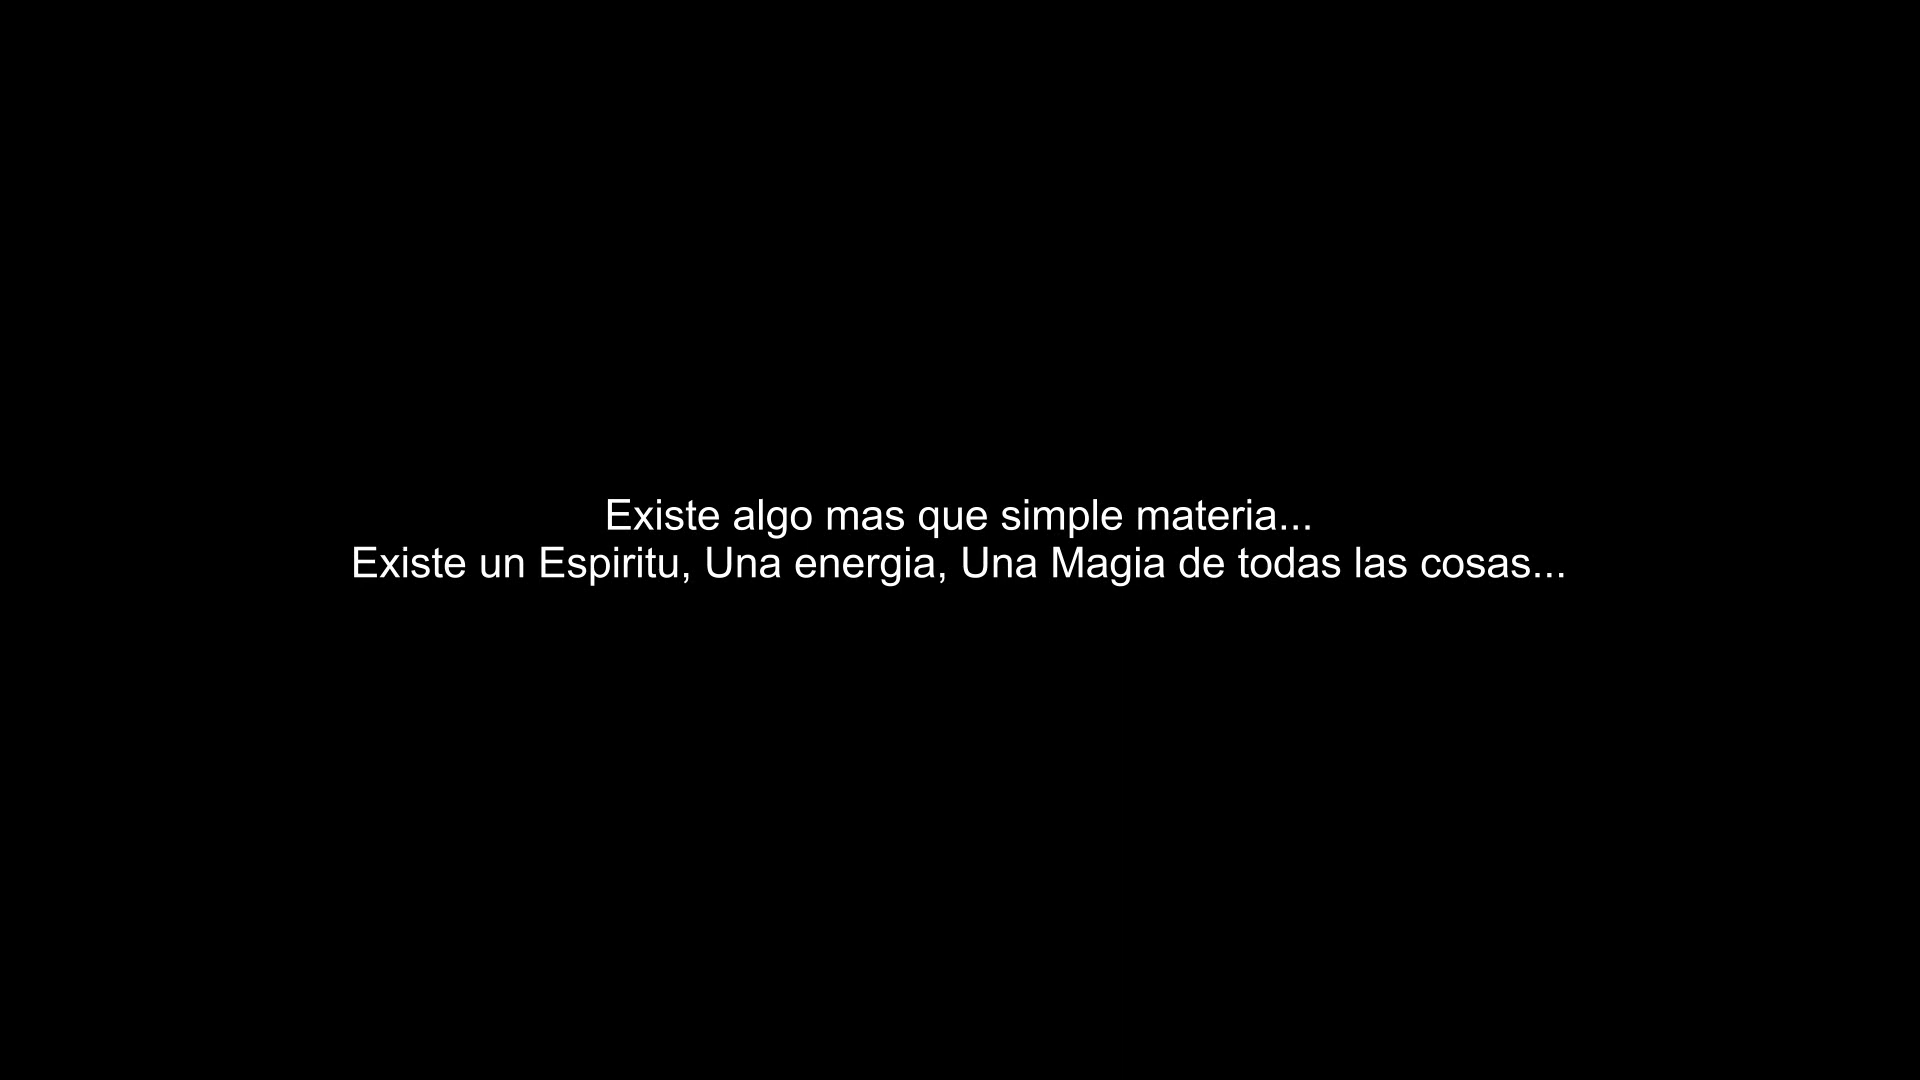 Existe algo mas que simple materia...
Existe un Espiritu, Una energia, Una Magia de todas las cosas...